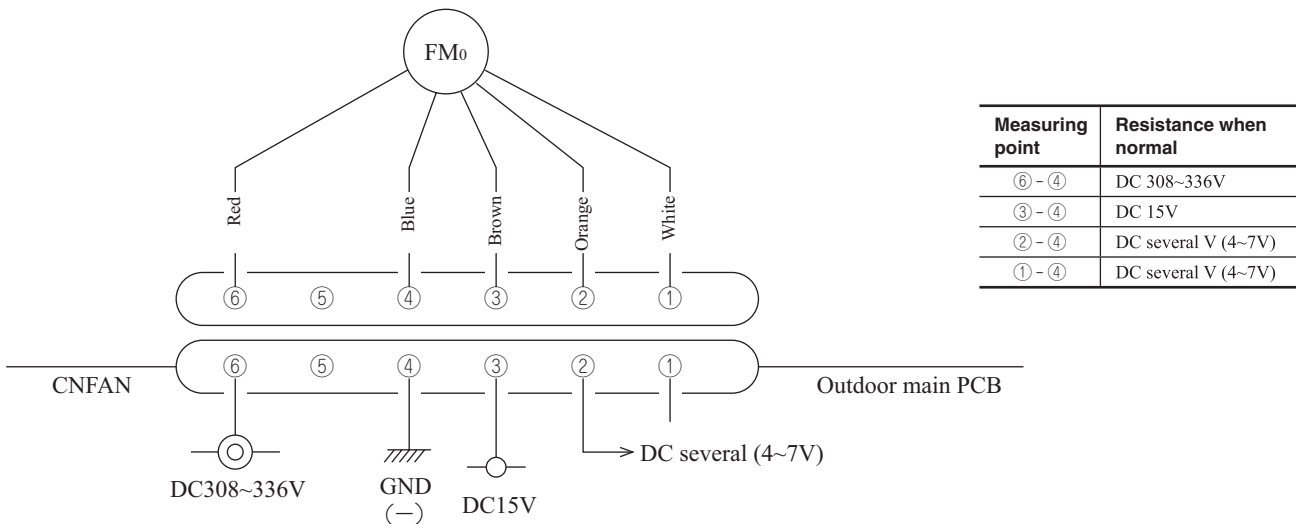 FM0
Red
Blue
Brown
Orange
White
⑥ ⑤ ④ ③ ② ①
⑥ ⑤ ④ ③ ② ①
CNFAN
Outdoor main PCB
DC308~336V
GND
(－)
DC15V
DC several (4~7V)
Measuring point Resistance when normal
⑥ - ④ DC 308~336V
③ - ④ DC 15V
② - ④ DC several V (4~7V)
① - ④ DC several V (4~7V)